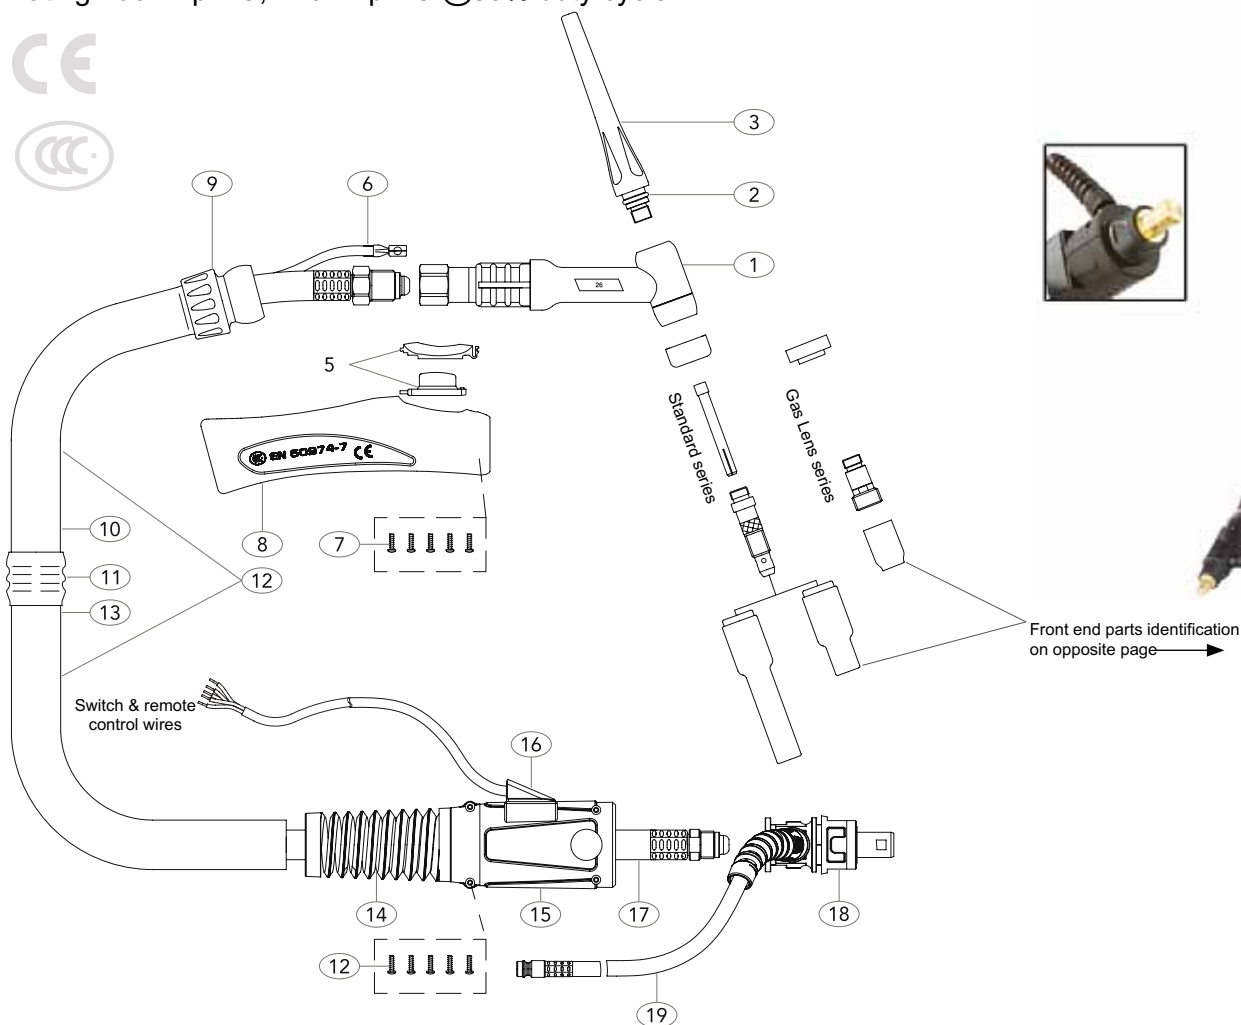 3
9
6
2
1
26
5
Standard series
Gas Lens series
EN 60974-7 CE
10
8
7
11
12
13
Front end parts identification
on opposite page
Switch & remote
control wires
16
14
15
17
18
12
19
CE
CCC